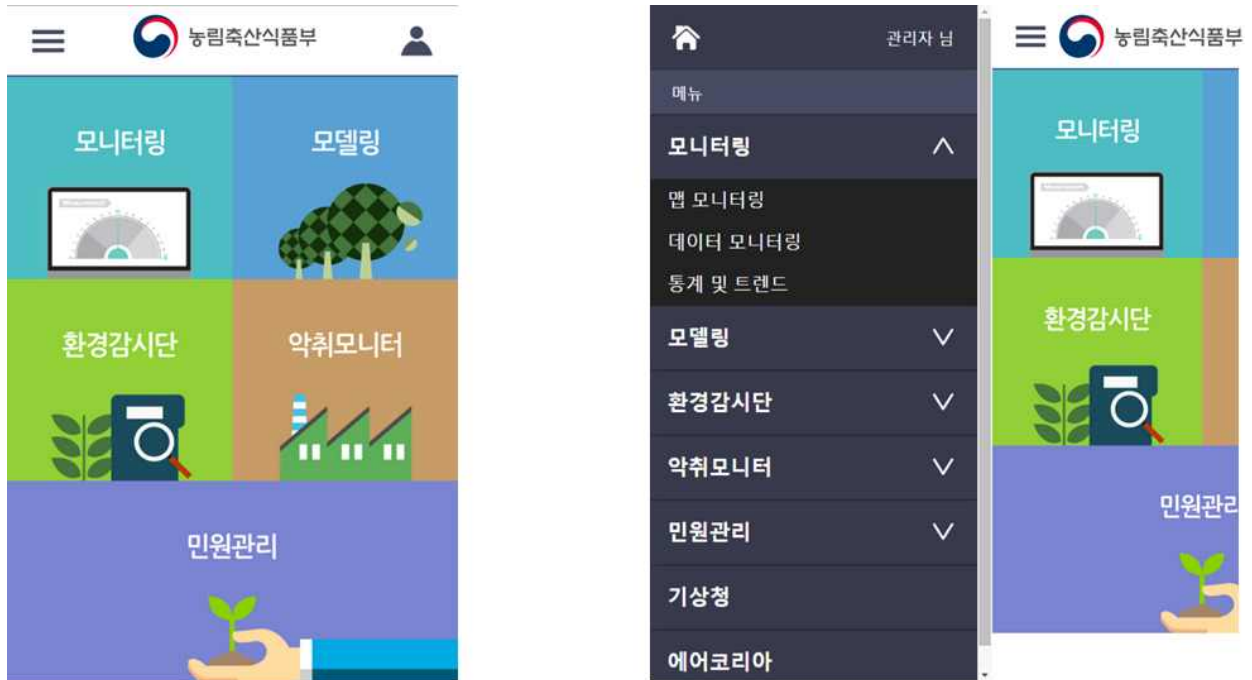 농림축산식품부
모니터링
모델링
환경감시단
악취모니터
민원관리
관리자 님
메뉴
모니터링
맵 모니터링
데이터 모니터링
통계 및 트렌드
모델링
환경감시단
악취모니터
민원관리
기상청
에어코리아
농림축산식품부
모니터링
환경감시단
민원관